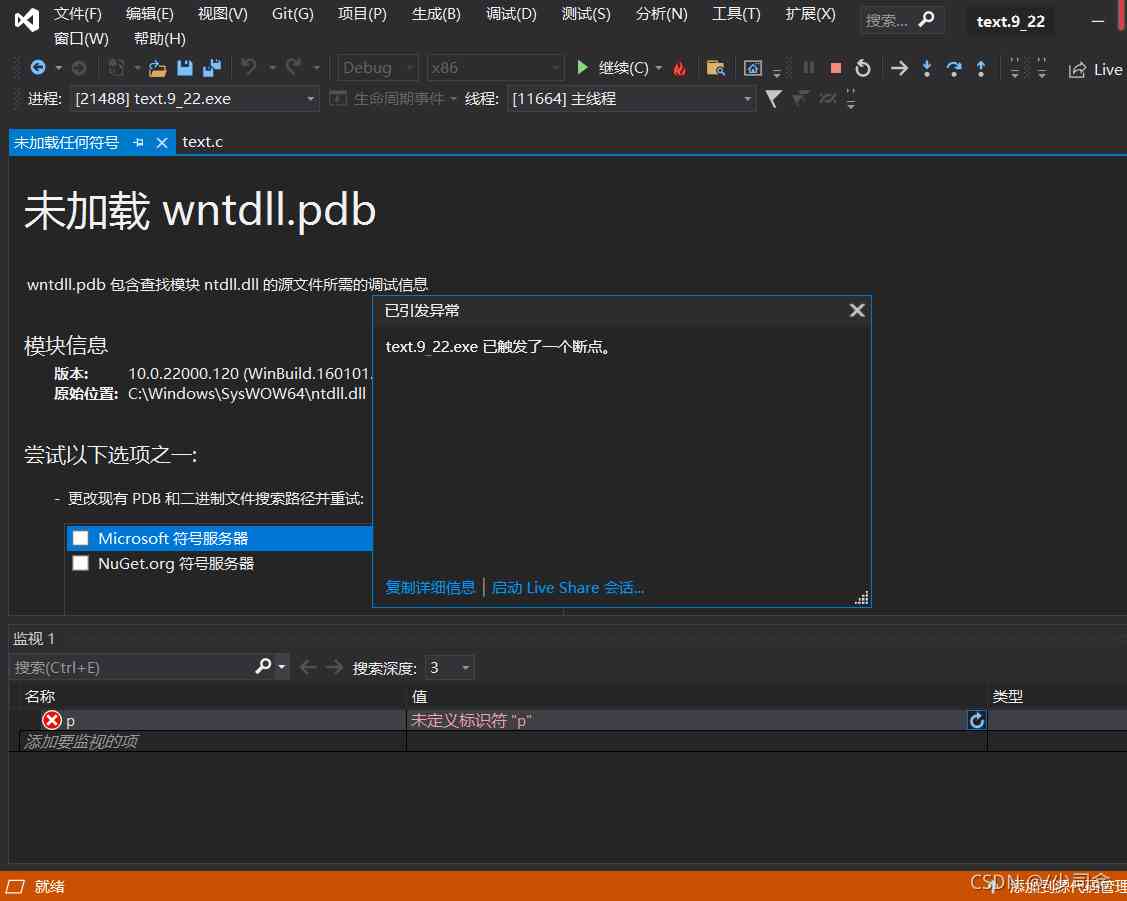 文件(F) 编辑(E) 视图(V) Git(G) 项目(P) 生成(B) 调试(D) 测试(S) 分析(N) 工具(T) 扩展(X) 搜索... text.9_22
窗口(W) 帮助(H)
Debug x86 继续(C) Live
进程: [21488] text.9_22.exe 生命周期事件 线程: [11664] 主线程
未加载任何符号 text.c
未加载 wntdll.pdb
wntdll.pdb 包含查找模块 ntdll.dll 的源文件所需的调试信息
已引发异常
text.9_22.exe 已触发了一个断点。
模块信息
版本: 10.0.22000.120 (WinBuild.160101.
原始位置: C:\Windows\SysWOW64\ntdll.dll
尝试以下选项之一:
- 更改现有 PDB 和二进制文件搜索路径并重试:
Microsoft 符号服务器
NuGet.org 符号服务器
复制详细信息 | 启动 Live Share 会话...
监视 1
搜索(Ctrl+E) 搜索深度: 3
名称 值 类型
p 未定义标识符 "p"
添加要监视的项
就绪 添加到源代码管理